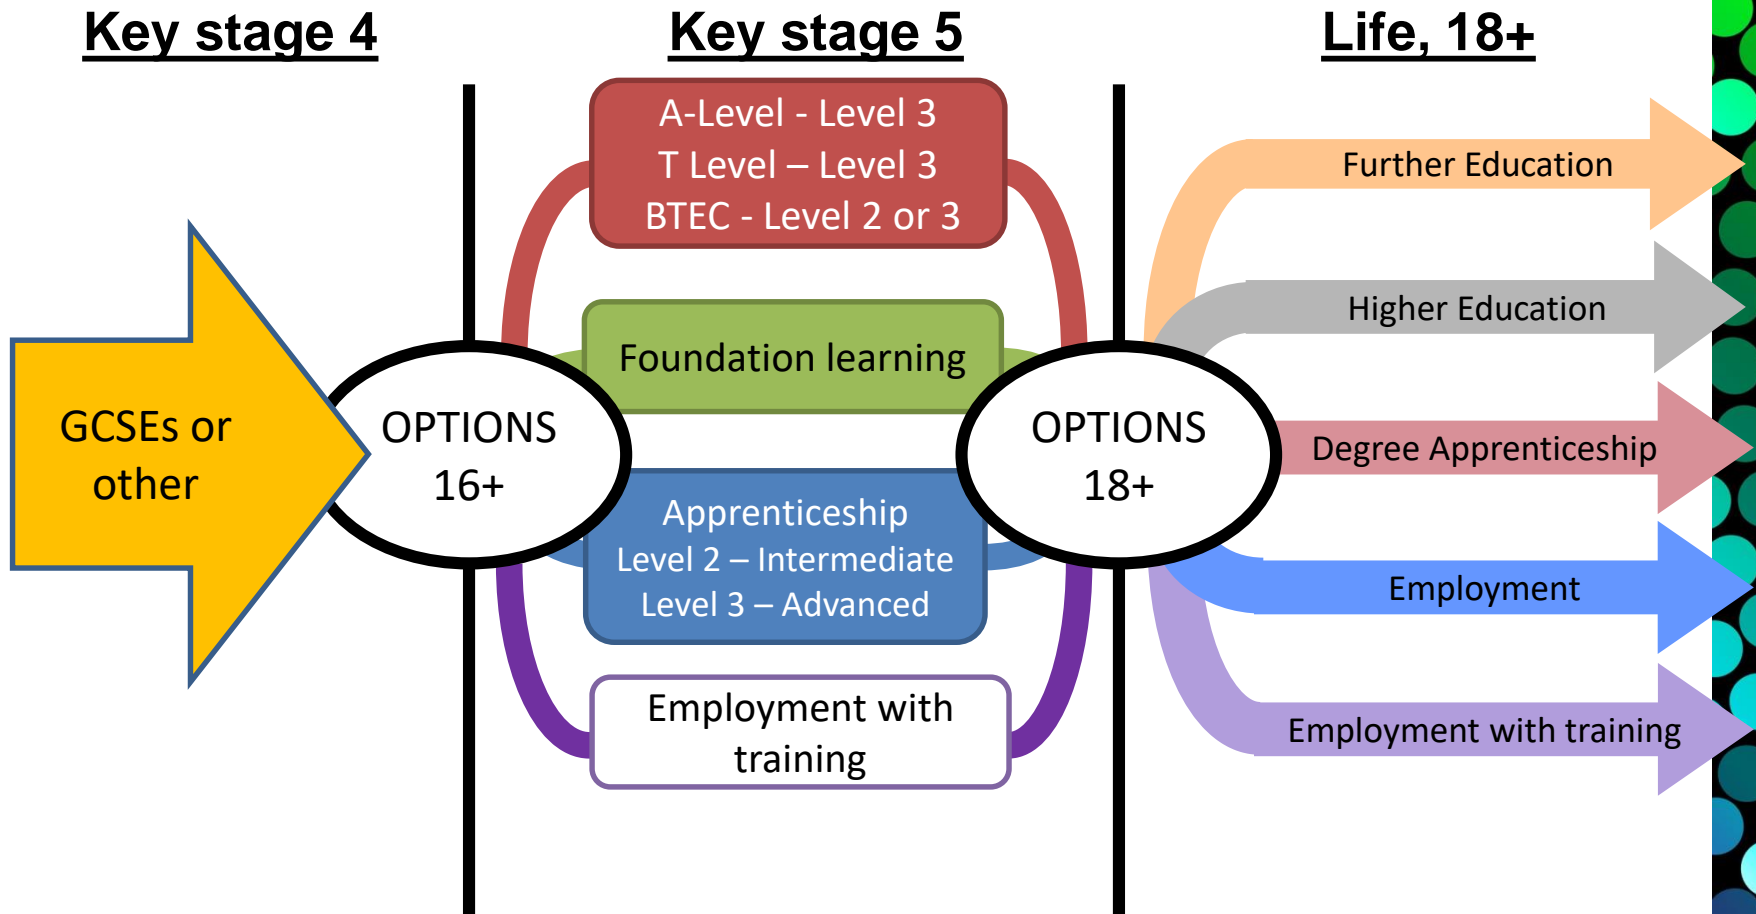 Key stage 4
Key stage 5
Life, 18+
GCSEs or
other
OPTIONS
16+
A-Level - Level 3
T Level – Level 3
BTEC - Level 2 or 3
Foundation learning
Apprenticeship
Level 2 – Intermediate
Level 3 – Advanced
Employment with
training
OPTIONS
18+
Further Education
Higher Education
Degree Apprenticeship
Employment
Employment with training